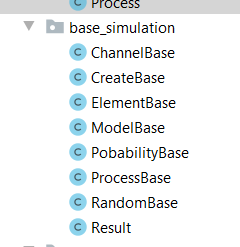 Process
base_simulation
ChannelBase
CreateBase
ElementBase
ModelBase
PobabilityBase
ProcessBase
RandomBase
Result